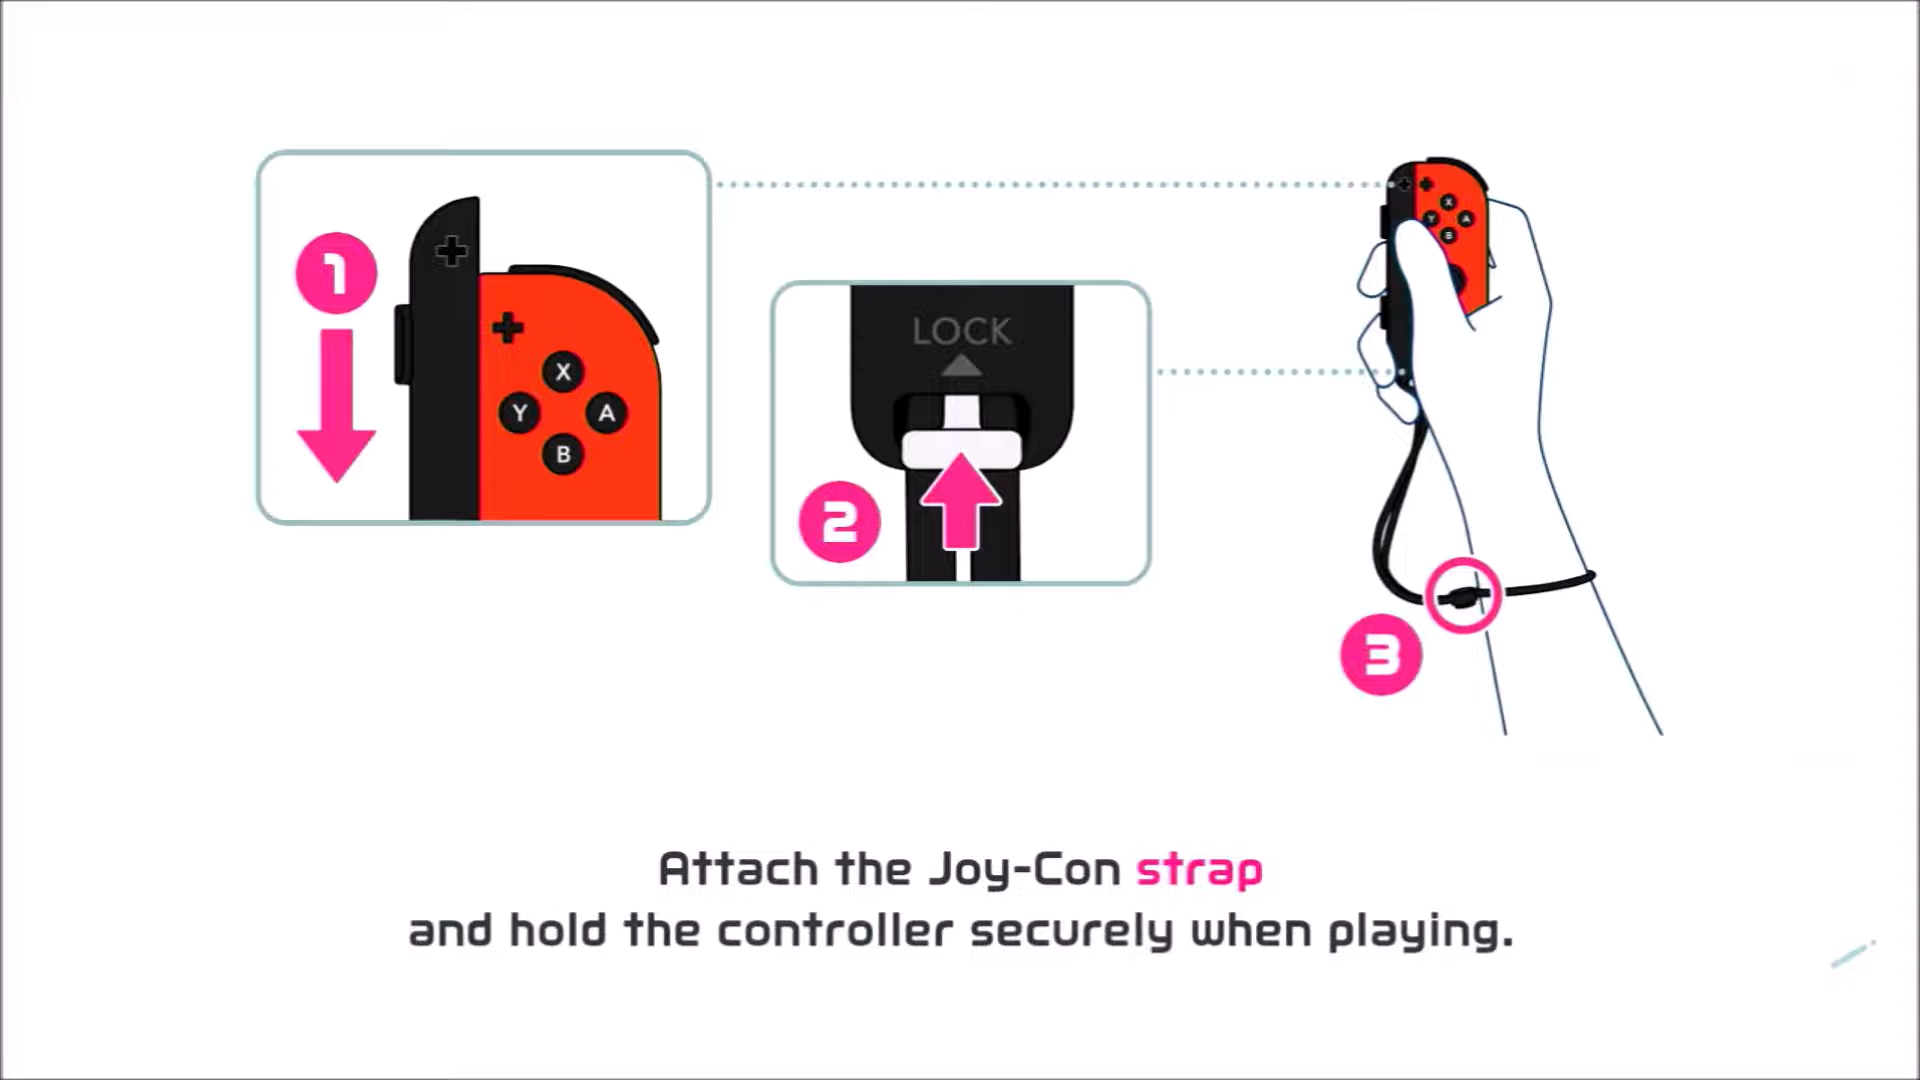 1
X
Y
A
B
LOCK
2
X
Y
A
B
3
Attach the Joy-Con strap
and hold the controller securely when playing.